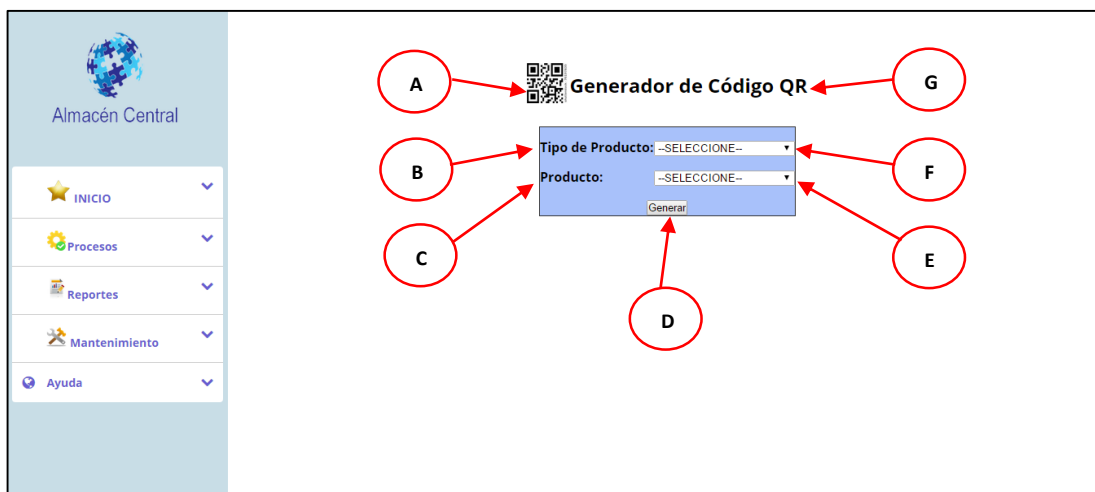 Almacén Central
INICIO
Procesos
Reportes
Mantenimiento
Ayuda
A
Generador de Código QR
G
B
Tipo de Producto: --SELECCIONE--
F
Producto: --SELECCIONE--
Generar
C
E
D